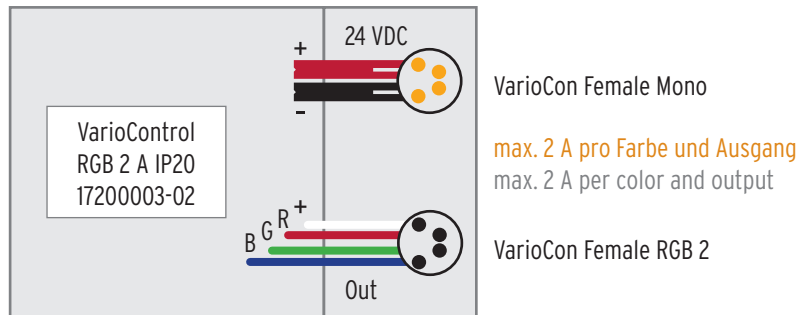 24 VDC
+
-
VarioCon Female Mono
VarioControl
RGB 2 A IP20
17200003-02
max. 2 A pro Farbe und Ausgang
max. 2 A per color and output
B G R +
VarioCon Female RGB 2
Out